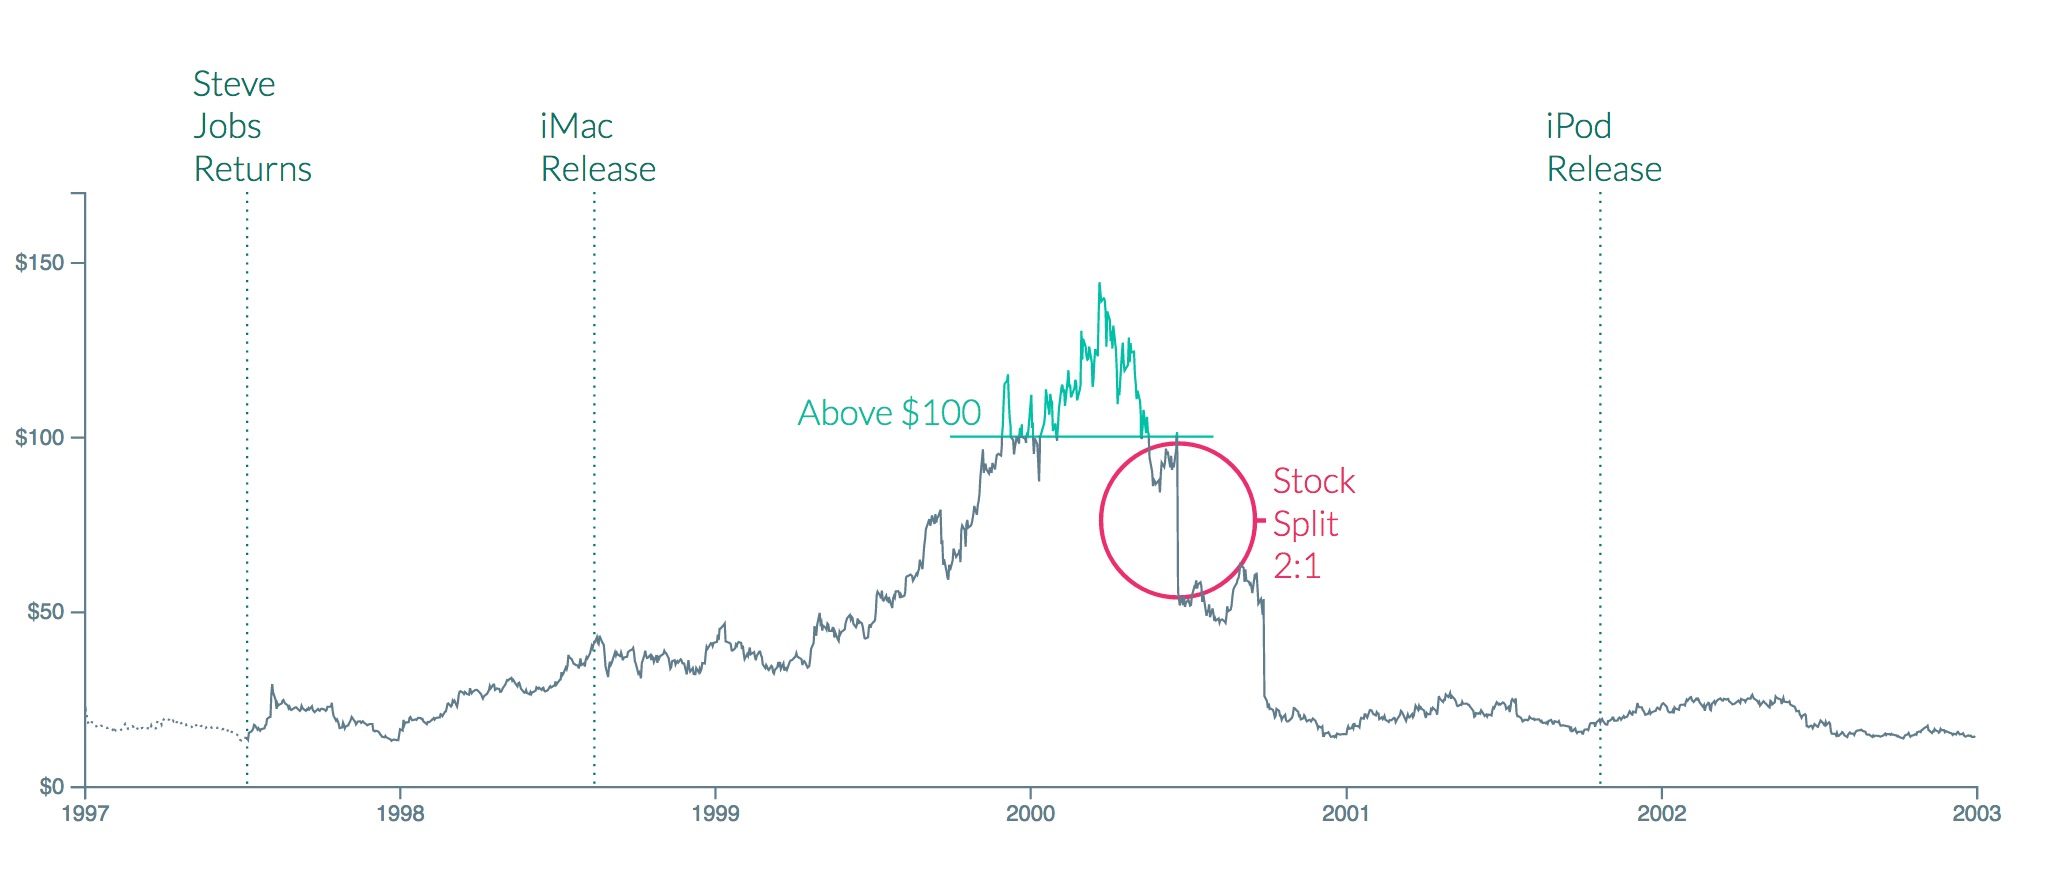 Steve
Jobs
Returns
iMac
Release
iPod
Release
$150
Above $100
$100
Stock
Split
2:1
$50
$0
1997 1998 1999 2000 2001 2002 2003